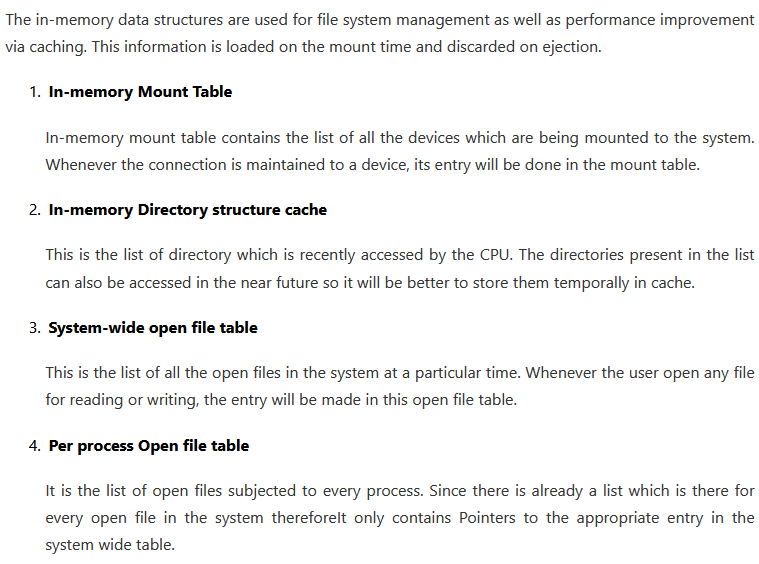 The in-memory data structures are used for file system management as well as performance improvement
via caching. This information is loaded on the mount time and discarded on ejection.
1. In-memory Mount Table
In-memory mount table contains the list of all the devices which are being mounted to the system.
Whenever the connection is maintained to a device, its entry will be done in the mount table.
2. In-memory Directory structure cache
This is the list of directory which is recently accessed by the CPU. The directories present in the list
can also be accessed in the near future so it will be better to store them temporally in cache.
3. System-wide open file table
This is the list of all the open files in the system at a particular time. Whenever the user open any file
for reading or writing, the entry will be made in this open file table.
4. Per process Open file table
It is the list of open files subjected to every process. Since there is already a list which is there for
every open file in the system thereforeIt only contains Pointers to the appropriate entry in the
system wide table.